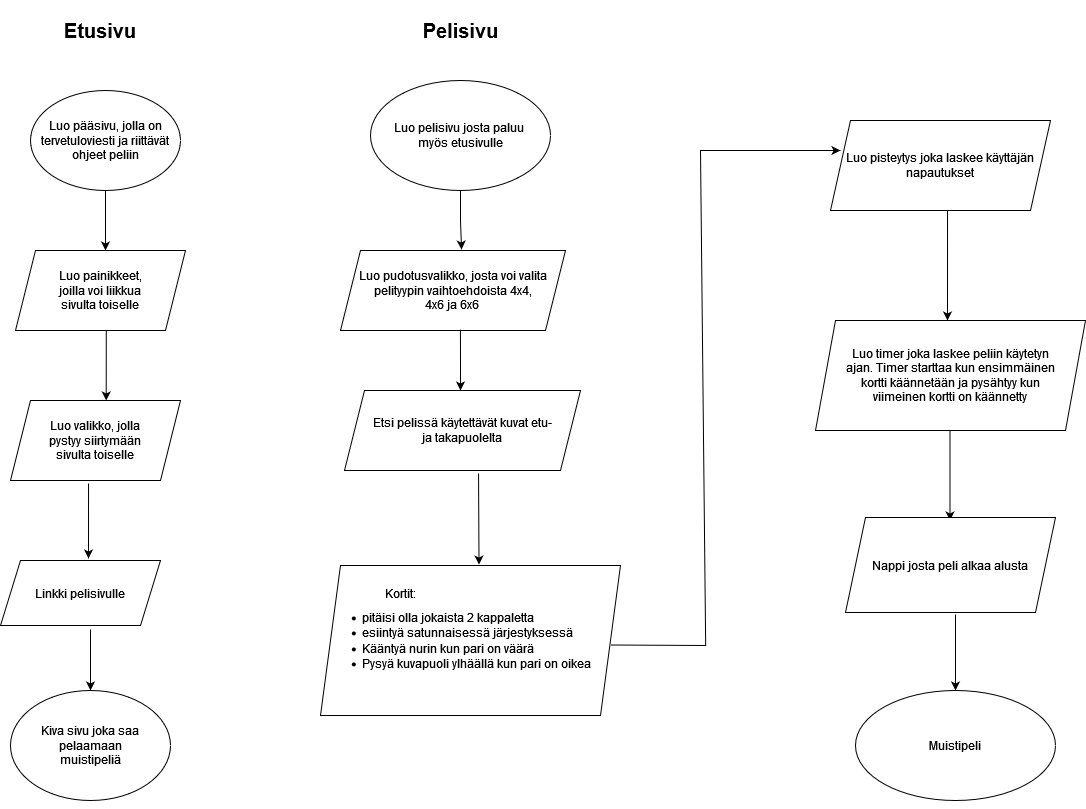 Etusivu
Luo pääsivu, jolla on
tervetuloviesti ja riittävät
ohjeet peliin
Luo painikkeet,
joilla voi liikkua
sivulta toiselle
Luo valikko, jolla
pystyy siirtymään
sivulta toiselle
Linkki pelisivulle
Kiva sivu joka saa
pelaamaan
muistipeliä
Pelisivu
Luo pelisivu josta paluu
myös etusivulle
Luo pudotusvalikko, josta voi valita
pelityypin vaihtoehdoista 4x4,
4x6 ja 6x6
Etsi pelissä käytettävät kuvat etu-
ja takapuolelta
Kortit:
• pitäisi olla jokaista 2 kappaletta
• esiintyä satunnaisessä järjestyksessä
• Kääntyä nurin kun pari on väärä
• Pysyä kuvapuoli ylhäällä kun pari on oikea
Luo pisteytys joka laskee käyttäjän
napautukset
Luo timer joka laskee peliin käytetyn
ajan. Timer starttaa kun ensimmäinen
kortti käännetään ja pysähtyy kun
viimeinen kortti on käännetty
Nappi josta peli alkaa alusta
Muistipeli